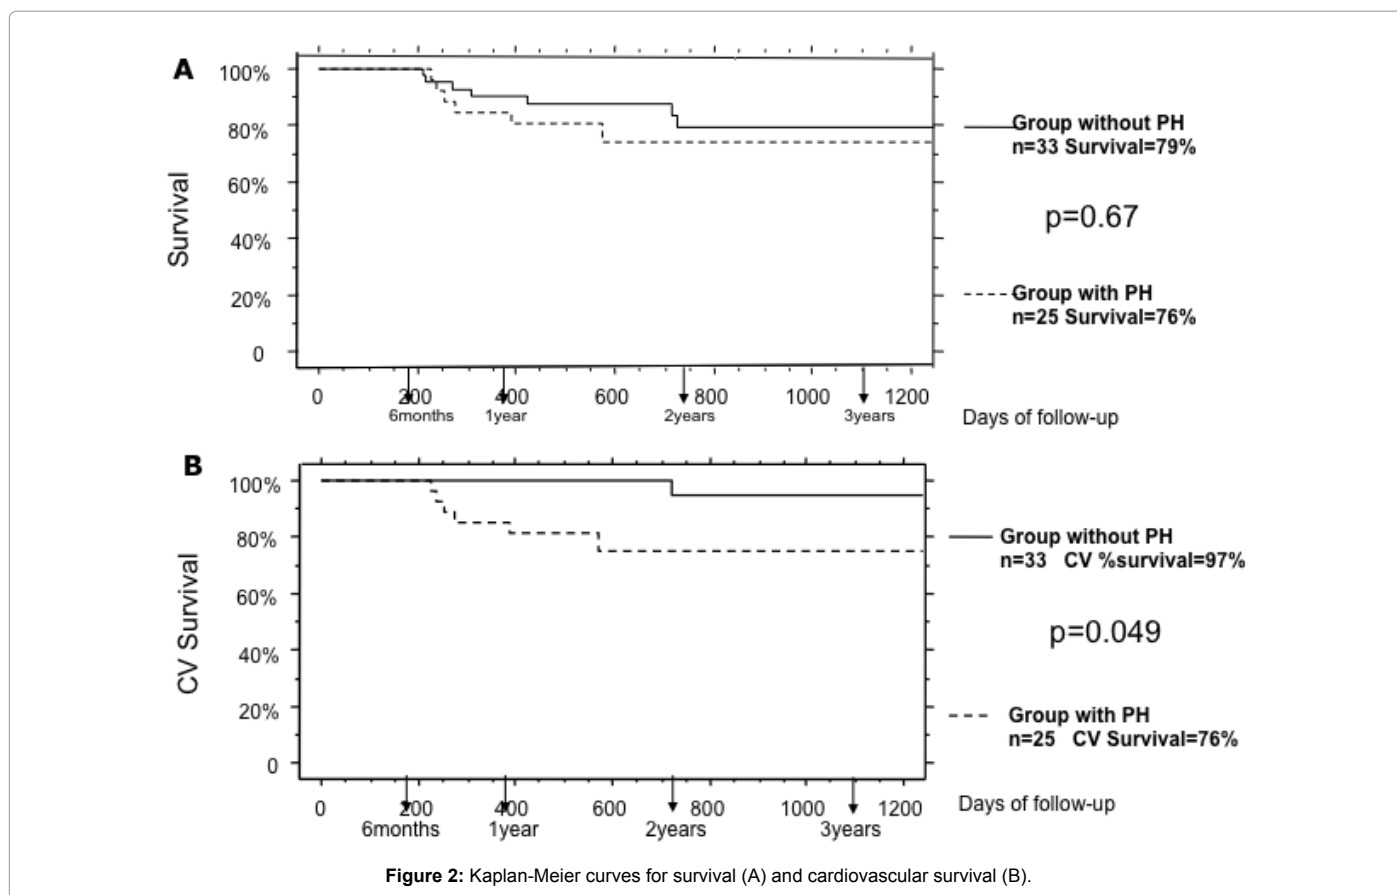 A
100%
80%
60%
40%
20%
0
Survival
Group without PH
n=33 Survival=79%
p=0.67
Group with PH
n=25 Survival=76%
0 200 400 600 800 1000 1200
6months 1year 2years 3years
Days of follow-up
B
100%
80%
60%
40%
20%
0
CV Survival
Group without PH
n=33 CV %survival=97%
p=0.049
Group with PH
n=25 CV Survival=76%
0 200 400 600 800 1000 1200
6months 1year 2years 3years
Days of follow-up
Figure 2: Kaplan-Meier curves for survival (A) and cardiovascular survival (B).